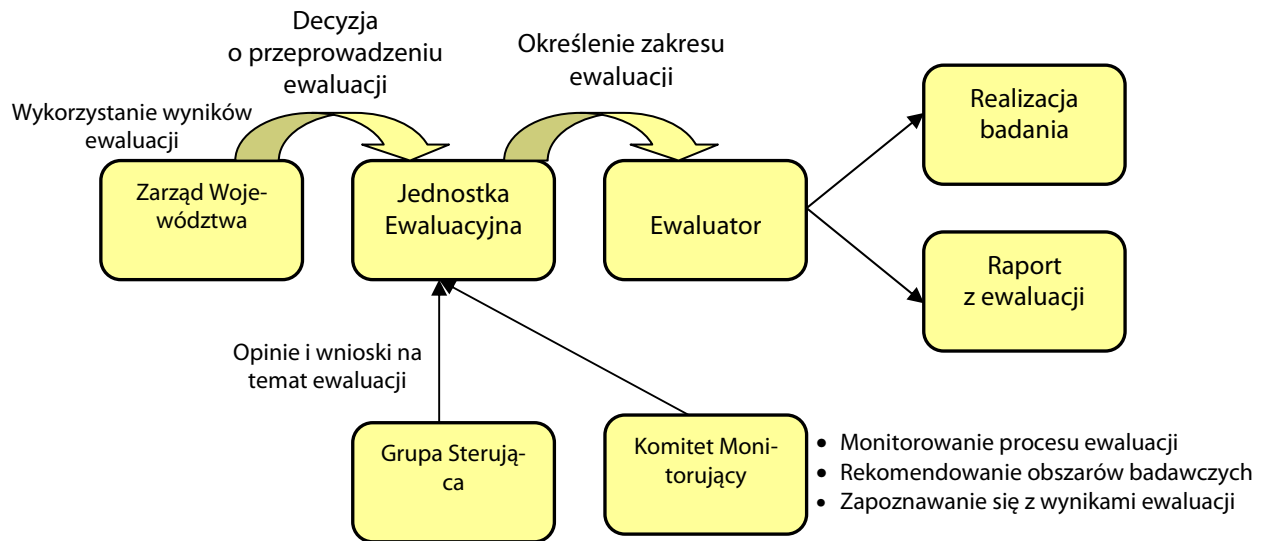 Decyzja
o przeprowadzeniu
ewaluacji
Określenie zakresu
ewaluacji
Wykorzystanie wyników
ewaluacji
Zarząd Woje-
wództwa
Jednostka
Ewaluacyjna
Ewaluator
Realizacja
badania
Raport
z ewaluacji
Opinie i wnioski na
temat ewaluacji
Grupa Sterują-
ca
Komitet Moni-
torujący
• Monitorowanie procesu ewaluacji
• Rekomendowanie obszarów badawczych
• Zapoznawanie się z wynikami ewaluacji